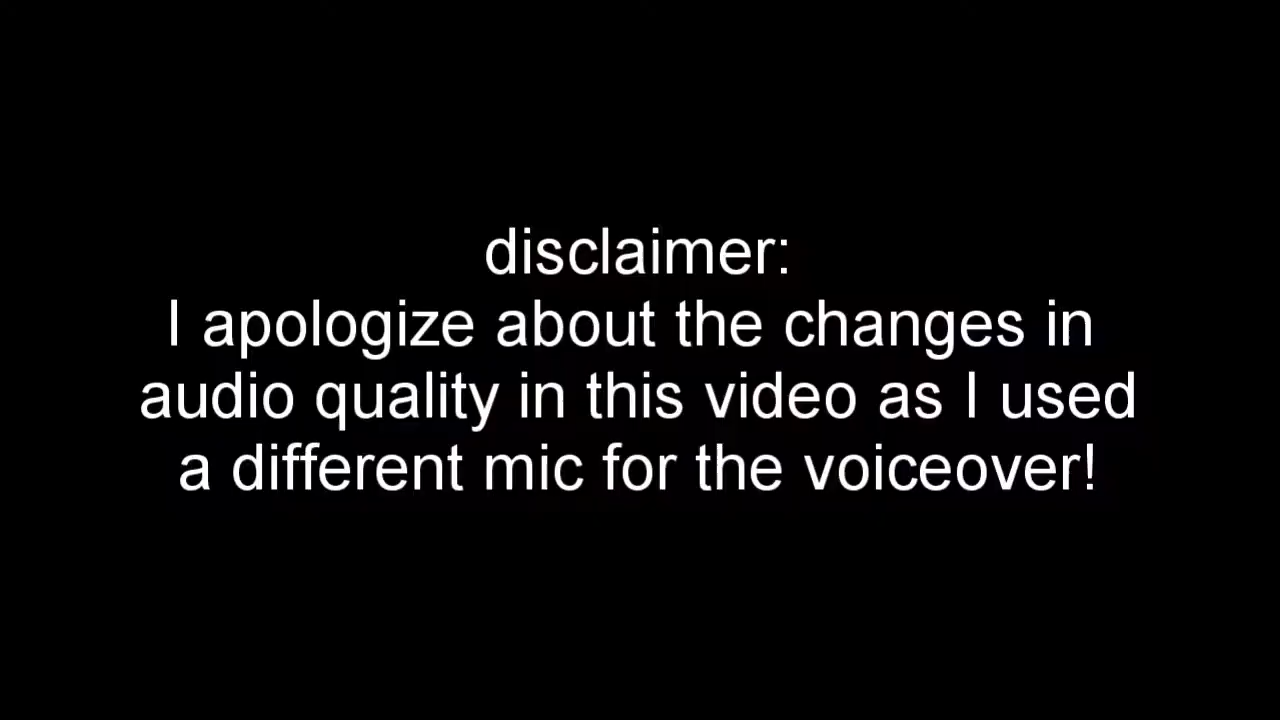 disclaimer:
I apologize about the changes in
audio quality in this video as I used
a different mic for the voiceover!